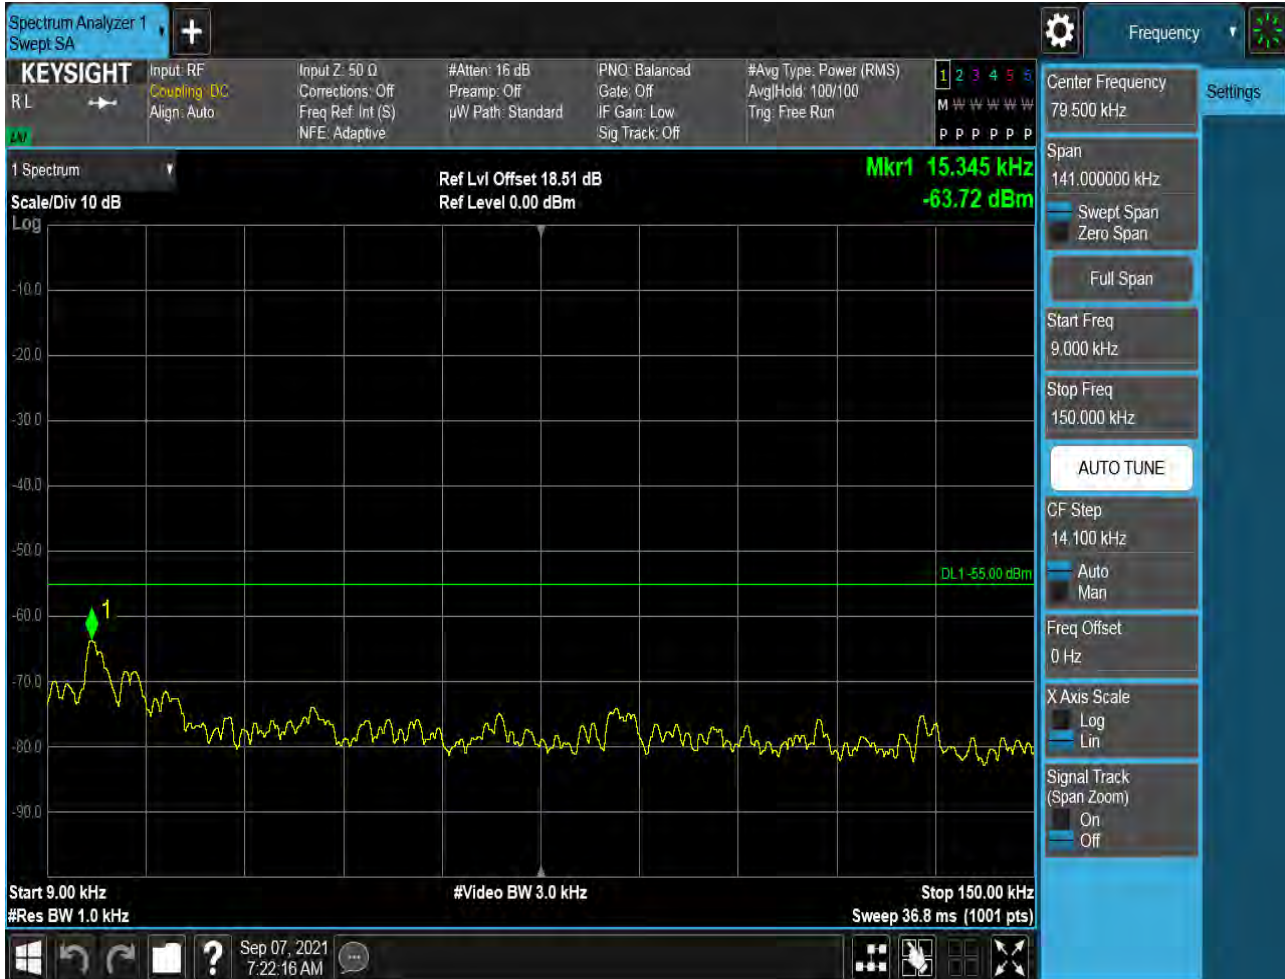 Spectrum Analyzer 1
Swept SA
Frequency
KEYSIGHT
R L
LXI
Input: RF
Coupling: DC
Align: Auto
Input Z: 50 Ω
Corrections: Off
Freq Ref: Int (S)
NFE: Adaptive
#Atten: 16 dB
Preamp: Off
µW Path: Standard
PNO: Balanced
Gate: Off
IF Gain: Low
Sig Track: Off
#Avg Type: Power (RMS)
Avg|Hold: 100/100
Trig: Free Run
1 2 3 4 5 6
M W W W W W
P P P P P P
1 Spectrum
Scale/Div 10 dB
Log
Ref Lvl Offset 18.51 dB
Ref Level 0.00 dBm
Mkr1 15.345 kHz
-63.72 dBm
-10.0
-20.0
-30.0
-40.0
-50.0
DL1 -55.00 dBm
-60.0
1
-70.0
-80.0
-90.0
Start 9.00 kHz
#Res BW 1.0 kHz
#Video BW 3.0 kHz
Stop 150.00 kHz
Sweep 36.8 ms (1001 pts)
Center Frequency
79.500 kHz
Settings
Span
141.000000 kHz
Swept Span
Zero Span
Full Span
Start Freq
9.000 kHz
Stop Freq
150.000 kHz
AUTO TUNE
CF Step
14.100 kHz
Auto
Man
Freq Offset
0 Hz
X Axis Scale
Log
Lin
Signal Track
(Span Zoom)
On
Off
?
Sep 07, 2021
7:22:16 AM